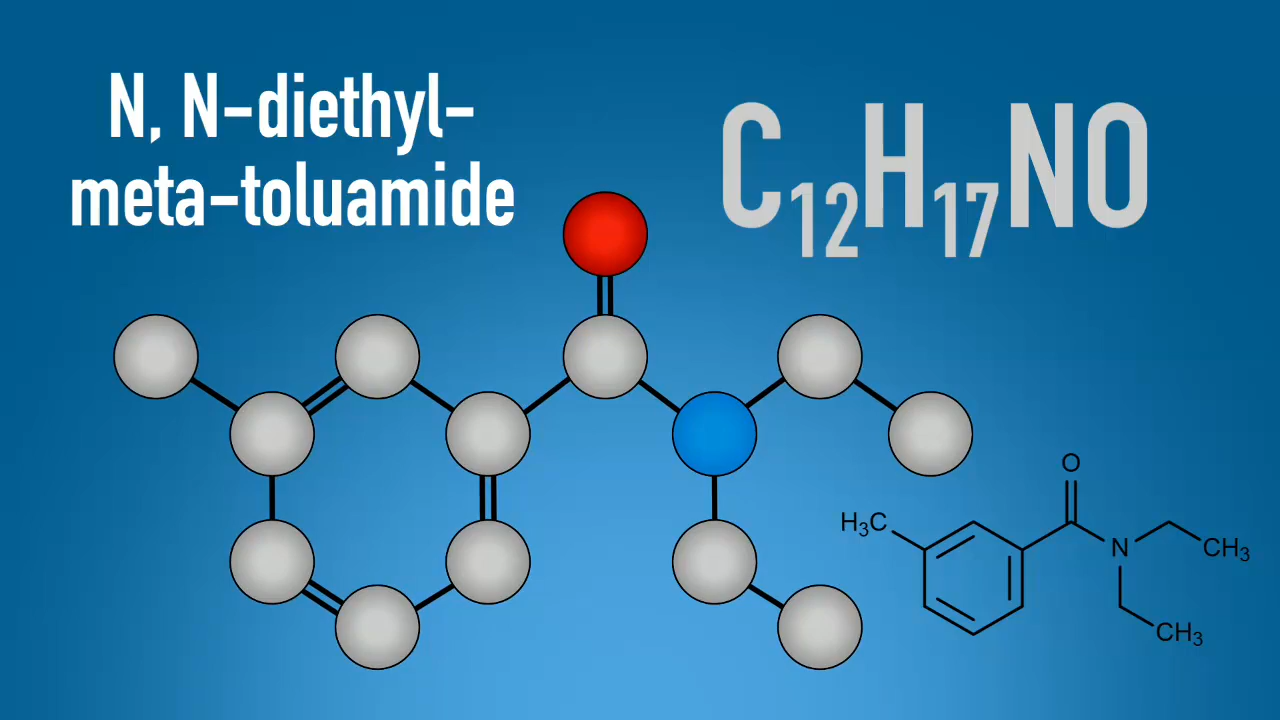 N, N-diethyl-
meta-toluamide
C₁₂H₁₇NO
O
H₃C
N
CH₃
CH₃